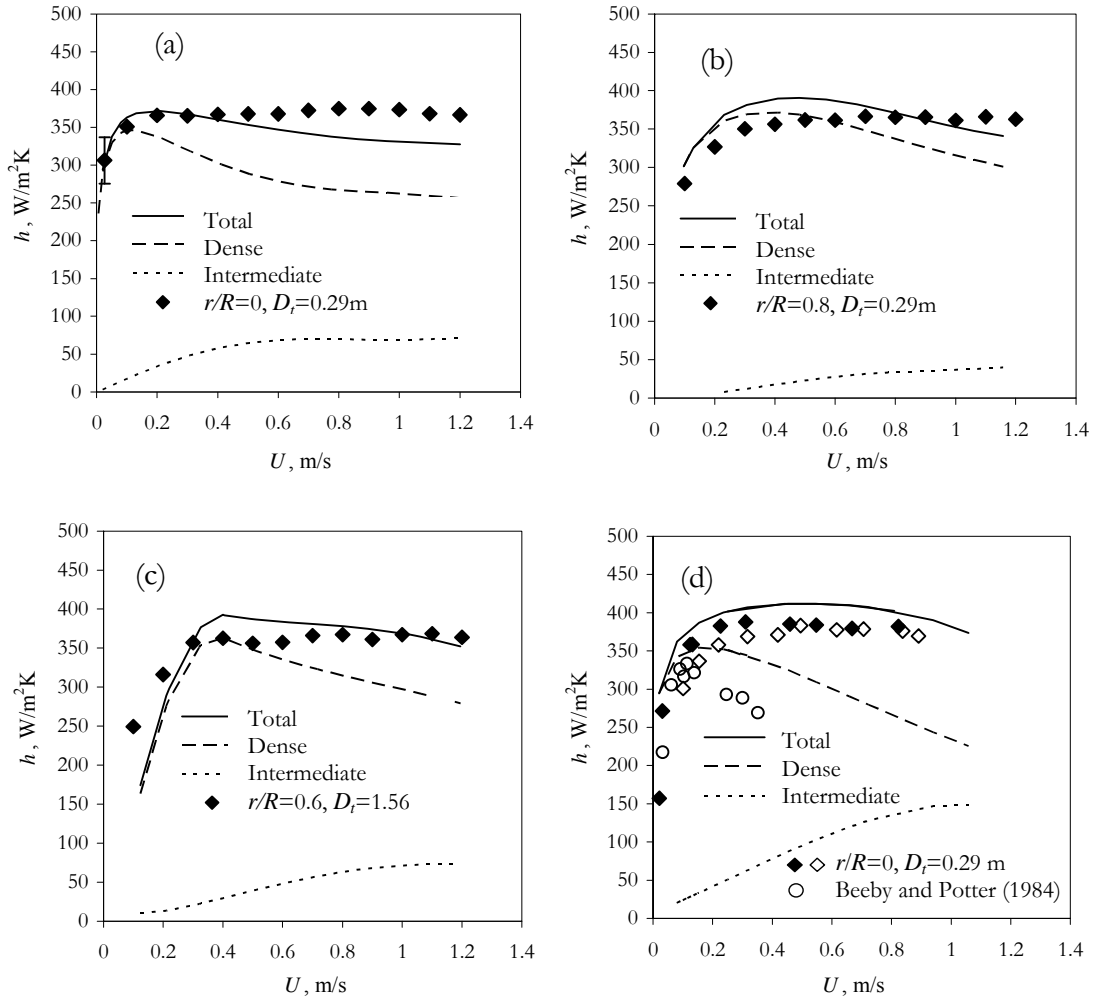 (a)
500
450
400
350
300
250
200
150
100
50
0
h, W/m²K
Total
Dense
Intermediate
r/R=0, Dt=0.29m
0 0.2 0.4 0.6 0.8 1 1.2 1.4
U, m/s
(b)
500
450
400
350
300
250
200
150
100
50
0
h, W/m²K
Total
Dense
Intermediate
r/R=0.8, Dt=0.29m
0 0.2 0.4 0.6 0.8 1 1.2 1.4
U, m/s
(c)
500
450
400
350
300
250
200
150
100
50
0
h, W/m²K
Total
Dense
Intermediate
r/R=0.6, Dt=1.56
0 0.2 0.4 0.6 0.8 1 1.2 1.4
U, m/s
(d)
500
450
400
350
300
250
200
150
100
50
0
h, W/m²K
Total
Dense
Intermediate
r/R=0, Dt=0.29 m
Beeby and Potter (1984)
0 0.2 0.4 0.6 0.8 1 1.2 1.4
U, m/s